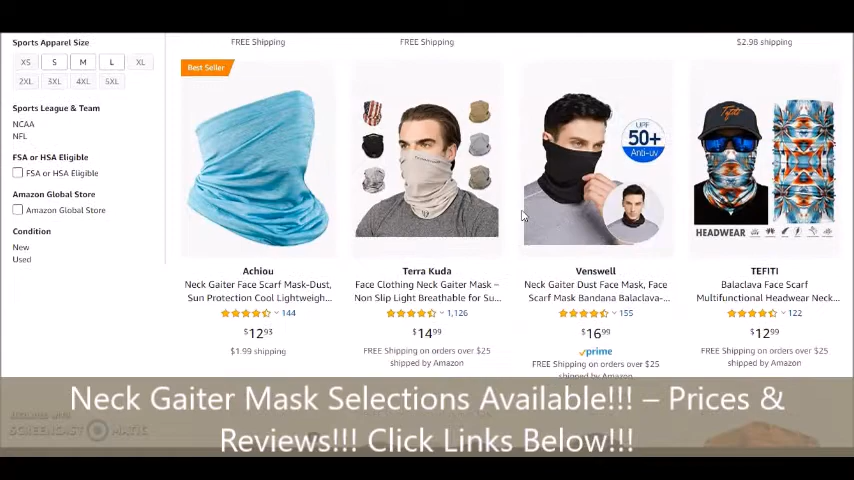 Sports Apparel Size
FREE Shipping
FREE Shipping
$2.98 shipping
XS S M L XL
2XL 3XL 4XL 5XL
Best Seller
Sports League & Team
NCAA
NFL
FSA or HSA Eligible
FSA or HSA Eligible
Amazon Global Store
Amazon Global Store
Condition
New
Used
UPF
50+
Anti-uv
Tefiti
HEADWEAR
Achiou
Neck Gaiter Face Scarf Mask-Dust,
Sun Protection Cool Lightweigh...
144
$12.93
$1.99 shipping
Terra Kuda
Face Clothing Neck Gaiter Mask –
Non Slip Light Breathable for Su...
1,126
$14.99
FREE Shipping on orders over $25
shipped by Amazon
Venswell
Neck Gaiter Dust Face Mask, Face
Scarf Mask Bandana Balaclava-...
155
$16.99
prime
FREE Shipping on orders over $25
shipped by Amazon
TEFITI
Balaclava Face Scarf
Multifunctional Headwear Neck...
122
$12.99
FREE Shipping on orders over $25
shipped by Amazon
Neck Gaiter Mask Selections Available!!! – Prices &
Reviews!!! Click Links Below!!!
SCREENCAST MATIC